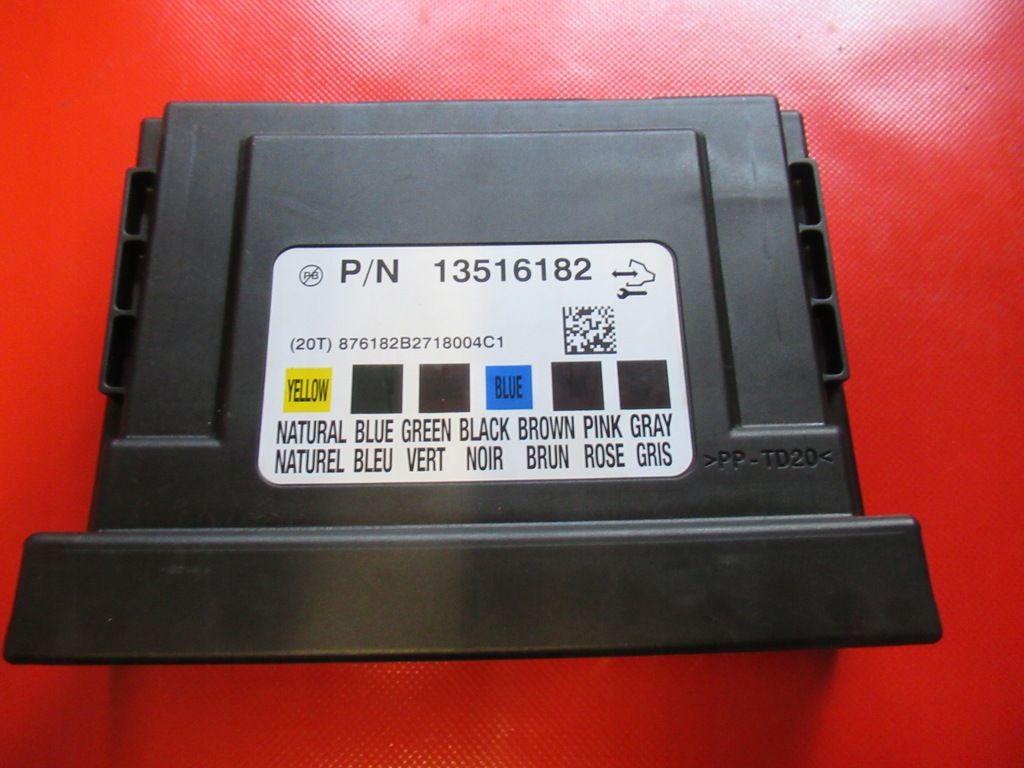 PB P/N 13516182
(20T) 876182B2718004C1
YELLOW BLUE
NATURAL BLUE GREEN BLACK BROWN PINK GRAY
NATUREL BLEU VERT NOIR BRUN ROSE GRIS
>PP-TD20<